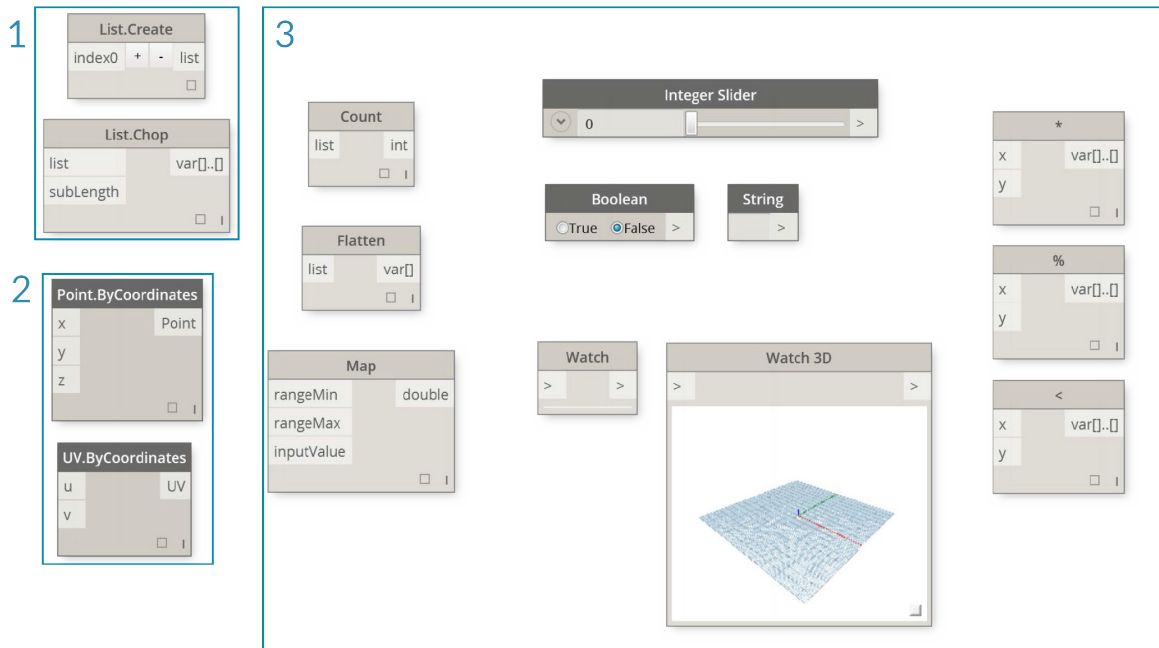 1
List.Create
index0 + - list
List.Chop
list var[]..[]
subLength
2
Point.ByCoordinates
x Point
y
z
UV.ByCoordinates
u UV
v
3
Count
list int
Flatten
list var[]
Map
rangeMin double
rangeMax
inputValue
Integer Slider
0 >
Boolean
True False >
String
>
Watch
> >
Watch 3D
> >
*
x var[]..[]
y
%
x var[]..[]
y
<
x var[]..[]
y